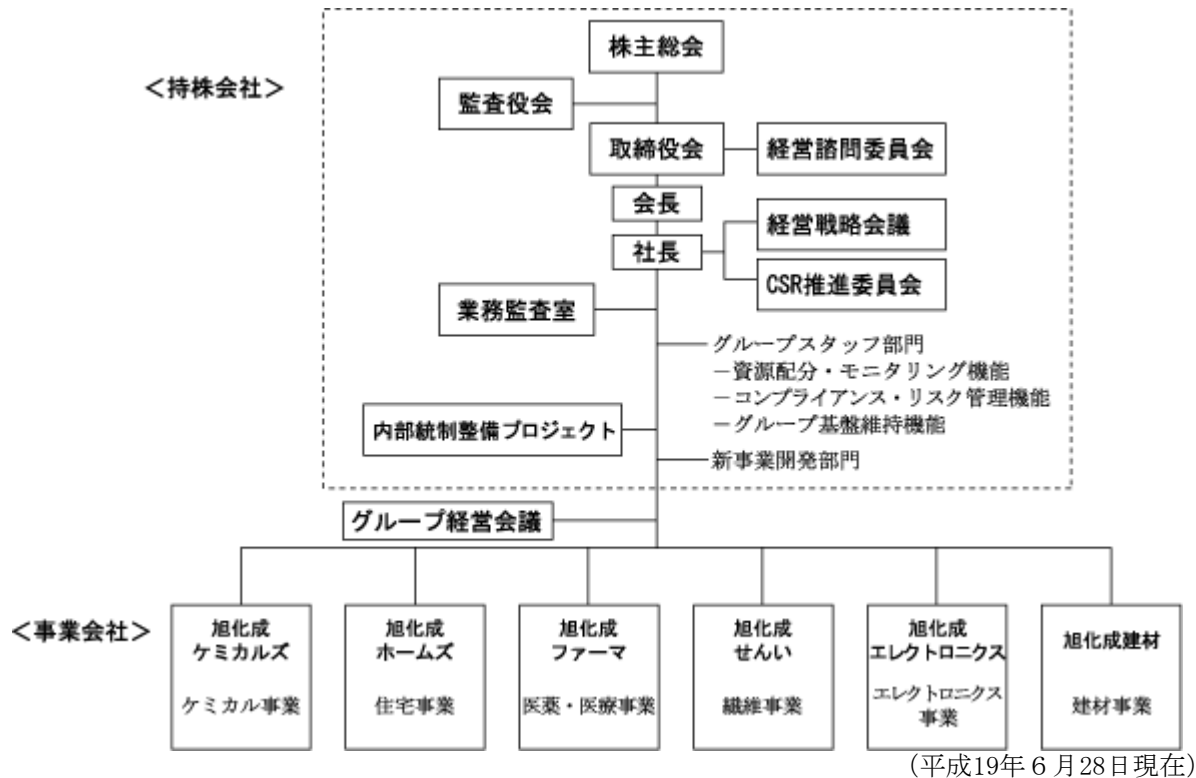 株主総会
<持株会社>
監査役会
取締役会
経営諮問委員会
会長
経営戦略会議
社長
CSR推進委員会
業務監査室
グループスタッフ部門
－資源配分・モニタリング機能
－コンプライアンス・リスク管理機能
－グループ基盤維持機能
内部統制整備プロジェクト
新事業開発部門
グループ経営会議
<事業会社>
旭化成
ケミカルズ
ケミカル事業
旭化成
ホームズ
住宅事業
旭化成
ファーマ
医薬・医療事業
旭化成
せんい
繊維事業
旭化成
エレクトロニクス
エレクトロニクス
事業
旭化成建材
建材事業
(平成19年６月28日現在)